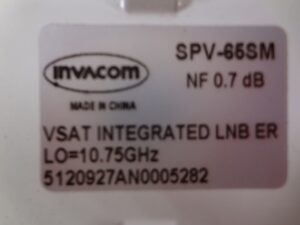 INVACOM
SPV-65SM
NF 0.7 dB
MADE IN CHINA
VSAT INTEGRATED LNB ER
LO=10.75GHz
5120927AN0005282